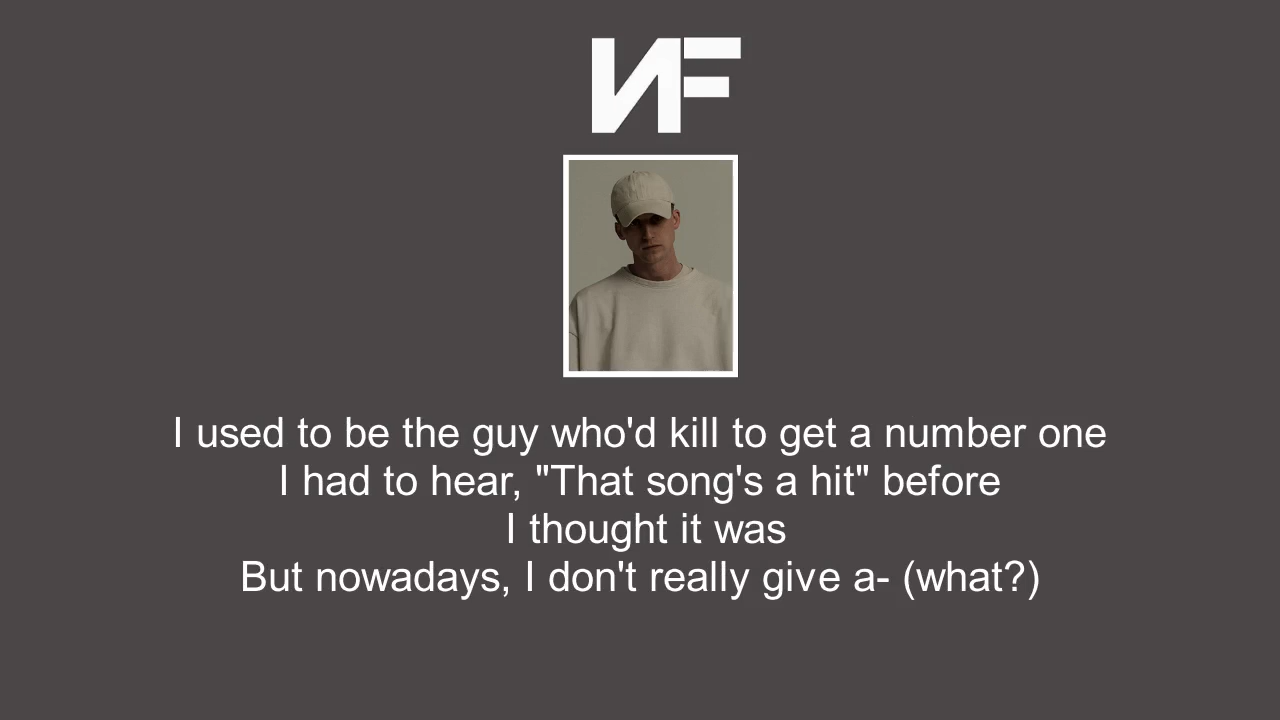 NF
I used to be the guy who'd kill to get a number one
I had to hear, "That song's a hit" before
I thought it was
But nowadays, I don't really give a- (what?)